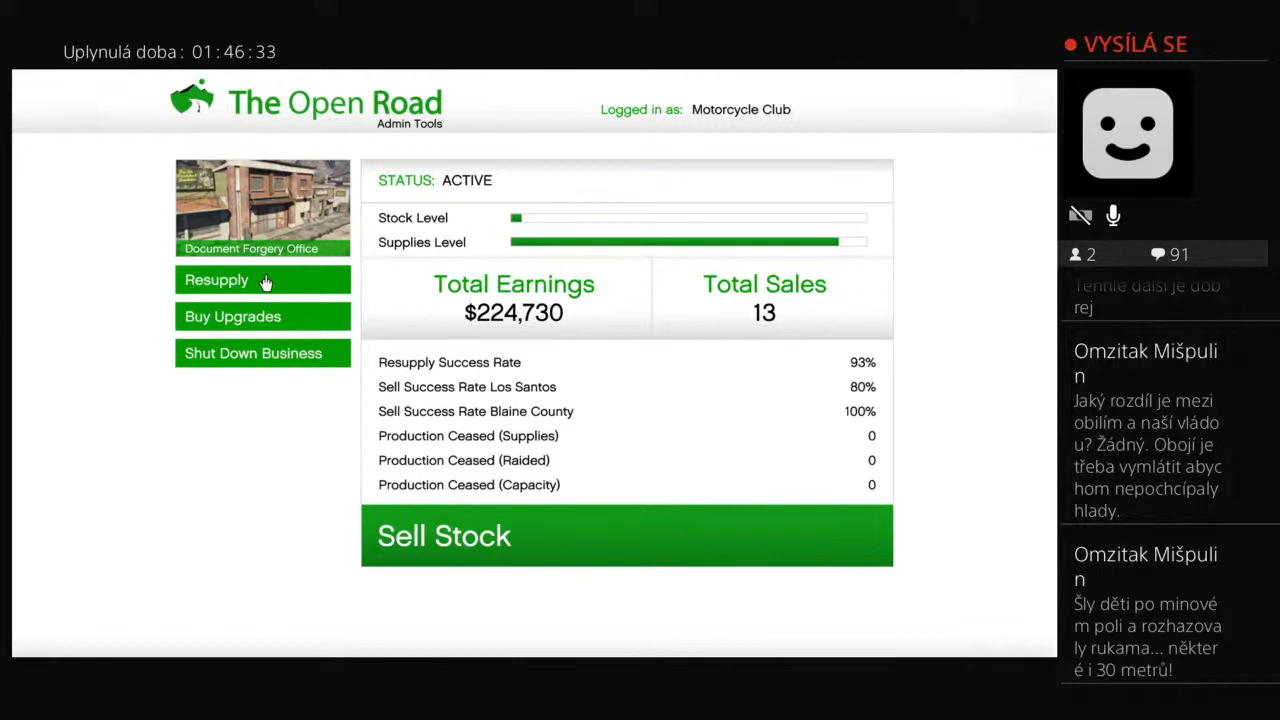 Uplynulá doba: 01:46:33
VYSÍLÁ SE
The Open Road
Admin Tools
Logged in as: Motorcycle Club
Document Forgery Office
Resupply
Buy Upgrades
Shut Down Business
STATUS: ACTIVE
Stock Level
Supplies Level
Total Earnings
$224,730
Total Sales
13
Resupply Success Rate 93%
Sell Success Rate Los Santos 80%
Sell Success Rate Blaine County 100%
Production Ceased (Supplies) 0
Production Ceased (Raided) 0
Production Ceased (Capacity) 0
Sell Stock
2 91
Tenhle další je dob
rej
Omzitak Mišpuli
n
Jaký rozdíl je mezi
obilím a naší vládo
u? Žádný. Obojí je
třeba vymlátit abyc
hom nepochcípaly
hlady.
Omzitak Mišpuli
n
Šly děti po minové
m poli a rozhazova
ly rukama... někter
é i 30 metrů!